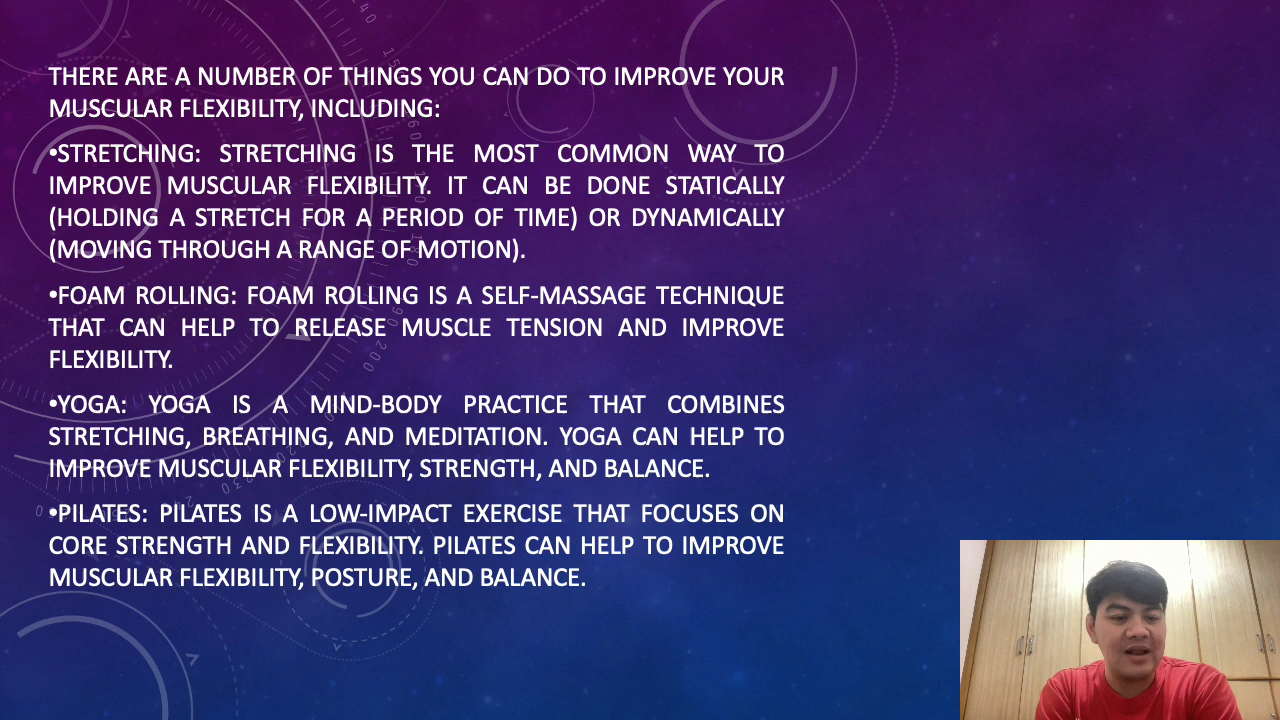 THERE ARE A NUMBER OF THINGS YOU CAN DO TO IMPROVE YOUR
MUSCULAR FLEXIBILITY, INCLUDING:
•STRETCHING: STRETCHING IS THE MOST COMMON WAY TO
IMPROVE MUSCULAR FLEXIBILITY. IT CAN BE DONE STATICALLY
(HOLDING A STRETCH FOR A PERIOD OF TIME) OR DYNAMICALLY
(MOVING THROUGH A RANGE OF MOTION).
•FOAM ROLLING: FOAM ROLLING IS A SELF-MASSAGE TECHNIQUE
THAT CAN HELP TO RELEASE MUSCLE TENSION AND IMPROVE
FLEXIBILITY.
•YOGA: YOGA IS A MIND-BODY PRACTICE THAT COMBINES
STRETCHING, BREATHING, AND MEDITATION. YOGA CAN HELP TO
IMPROVE MUSCULAR FLEXIBILITY, STRENGTH, AND BALANCE.
•PILATES: PILATES IS A LOW-IMPACT EXERCISE THAT FOCUSES ON
CORE STRENGTH AND FLEXIBILITY. PILATES CAN HELP TO IMPROVE
MUSCULAR FLEXIBILITY, POSTURE, AND BALANCE.